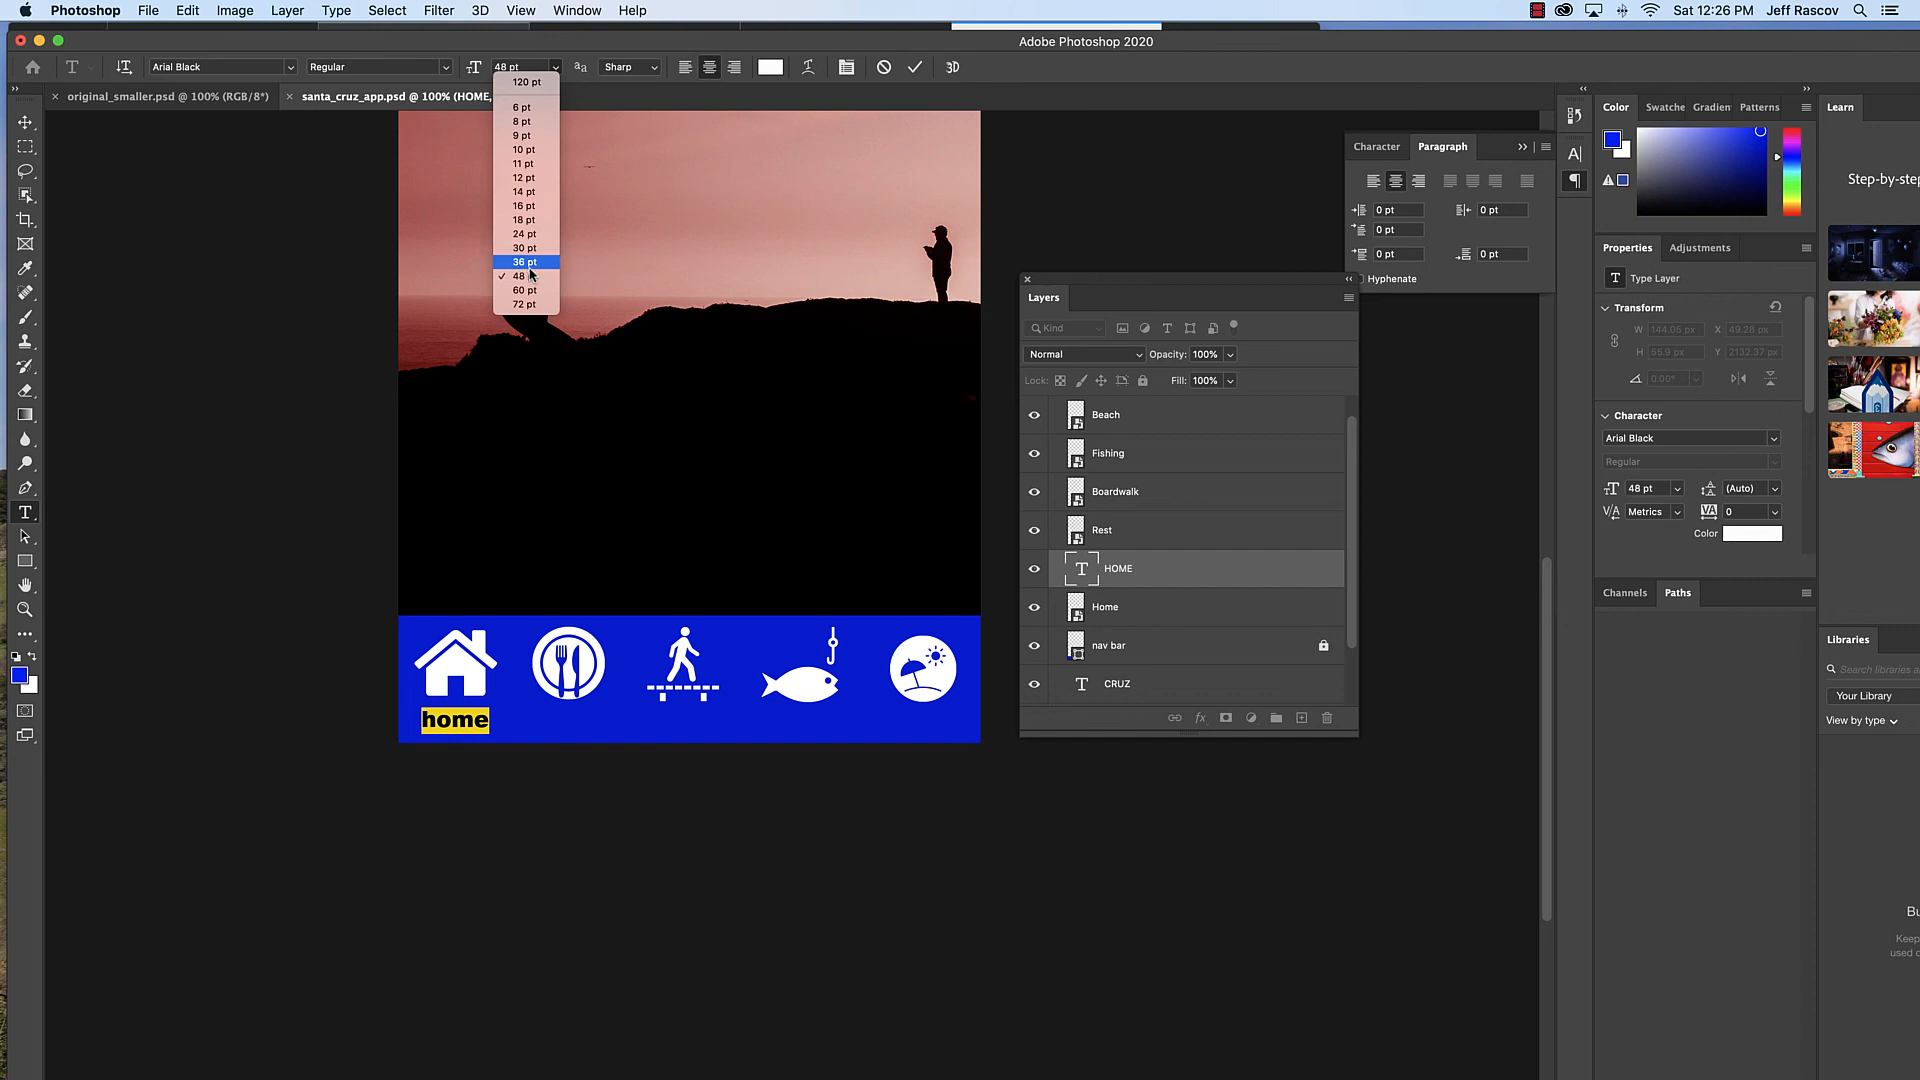 Photoshop File Edit Image Layer Type Select Filter 3D View Window Help Sat 12:26 PM Jeff Rascov
Adobe Photoshop 2020
Arial Black Regular 48 pt Sharp 3D
original_smaller.psd @ 100% (RGB/8*) santa_cruz_app.psd @ 100% (HOME,
120 pt
6 pt
8 pt
9 pt
10 pt
11 pt
12 pt
14 pt
16 pt
18 pt
24 pt
30 pt
36 pt
48
60 pt
72 pt
home
Character Paragraph
0 pt 0 pt
0 pt
0 pt 0 pt
Hyphenate
Layers
Kind
Normal Opacity: 100%
Lock: Fill: 100%
Beach
Fishing
Boardwalk
Rest
HOME
Home
nav bar
CRUZ
Color Swatche Gradien Patterns
Properties Adjustments
Type Layer
Transform
W 144.05 px X 49.28 px
H 55.9 px Y 2132.37 px
0.00°
Character
Arial Black
Regular
48 pt (Auto)
Metrics 0
Color
Channels Paths
Learn
Step-by-step
Libraries
Search libraries
Your Library
View by type
Bu
Keep
used o